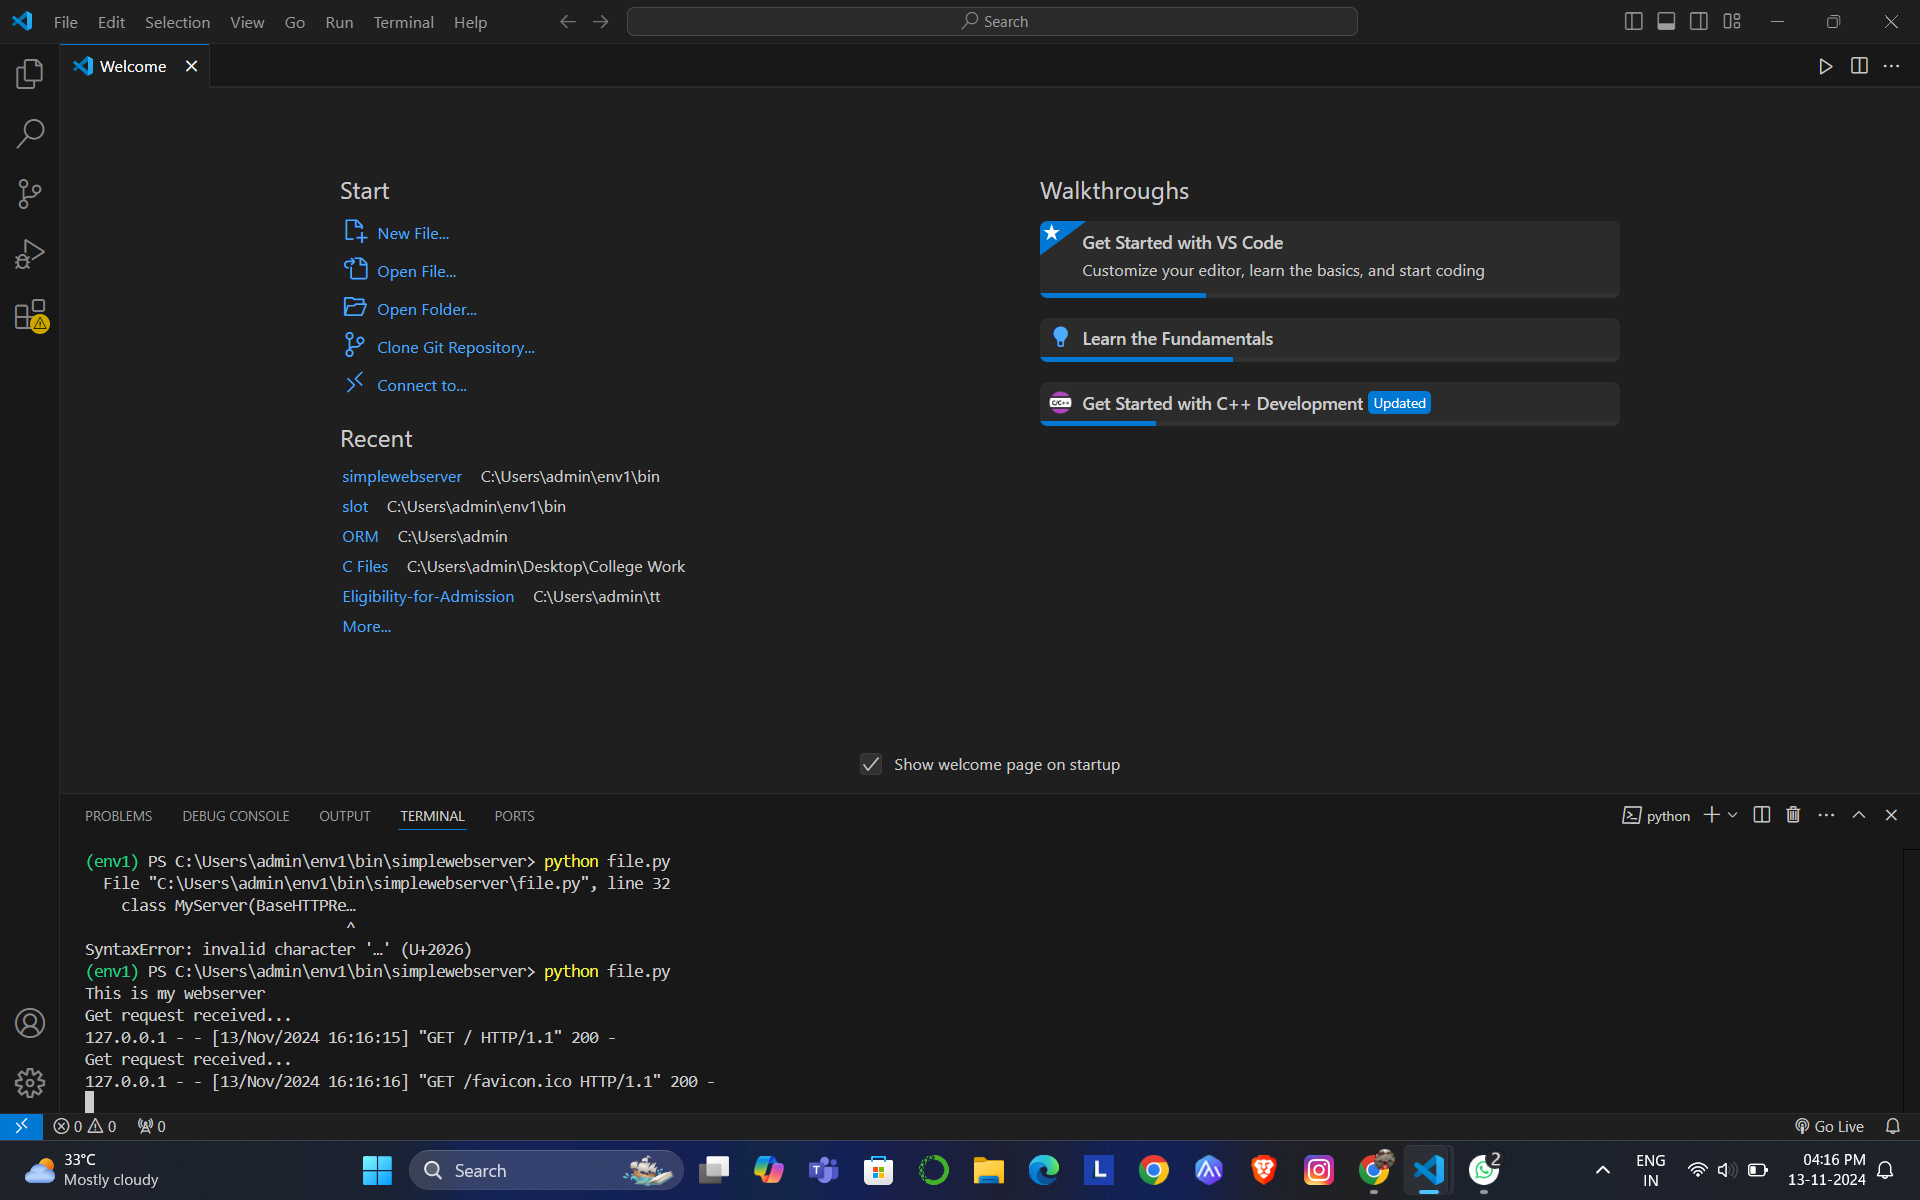 File Edit Selection View Go Run Terminal Help
Search
Welcome
Start
New File...
Open File...
Open Folder...
Clone Git Repository...
Connect to...
Recent
simplewebserver C:\Users\admin\env1\bin
slot C:\Users\admin\env1\bin
ORM C:\Users\admin
C Files C:\Users\admin\Desktop\College Work
Eligibility-for-Admission C:\Users\admin\tt
More...
Walkthroughs
Get Started with VS Code
Customize your editor, learn the basics, and start coding
Learn the Fundamentals
C/C++ Get Started with C++ Development Updated
Show welcome page on startup
PROBLEMS DEBUG CONSOLE OUTPUT TERMINAL PORTS
python
(env1) PS C:\Users\admin\env1\bin\simplewebserver> python file.py
File "C:\Users\admin\env1\bin\simplewebserver\file.py", line 32
class MyServer(BaseHTTPRe…
^
SyntaxError: invalid character '…' (U+2026)
(env1) PS C:\Users\admin\env1\bin\simplewebserver> python file.py
This is my webserver
Get request received...
127.0.0.1 - - [13/Nov/2024 16:16:15] "GET / HTTP/1.1" 200 -
Get request received...
127.0.0.1 - - [13/Nov/2024 16:16:16] "GET /favicon.ico HTTP/1.1" 200 -
0 0 0
Go Live
33°C
Mostly cloudy
Search
L
2
ENG
IN
04:16 PM
13-11-2024